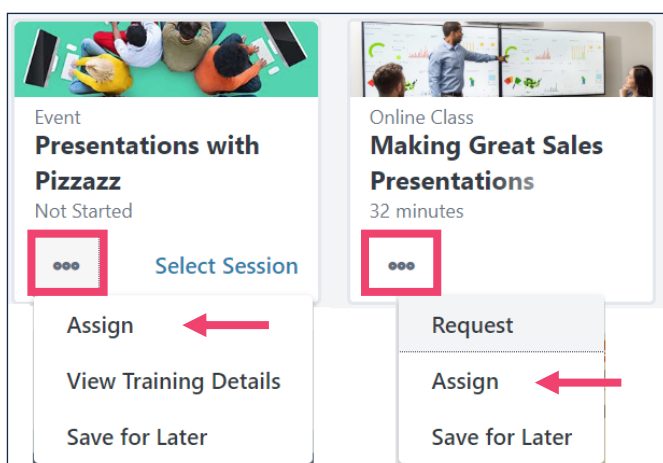 Event
Presentations with
Pizzazz
Not Started
Select Session
Assign
View Training Details
Save for Later
Online Class
Making Great Sales
Presentations
32 minutes
Request
Assign
Save for Later